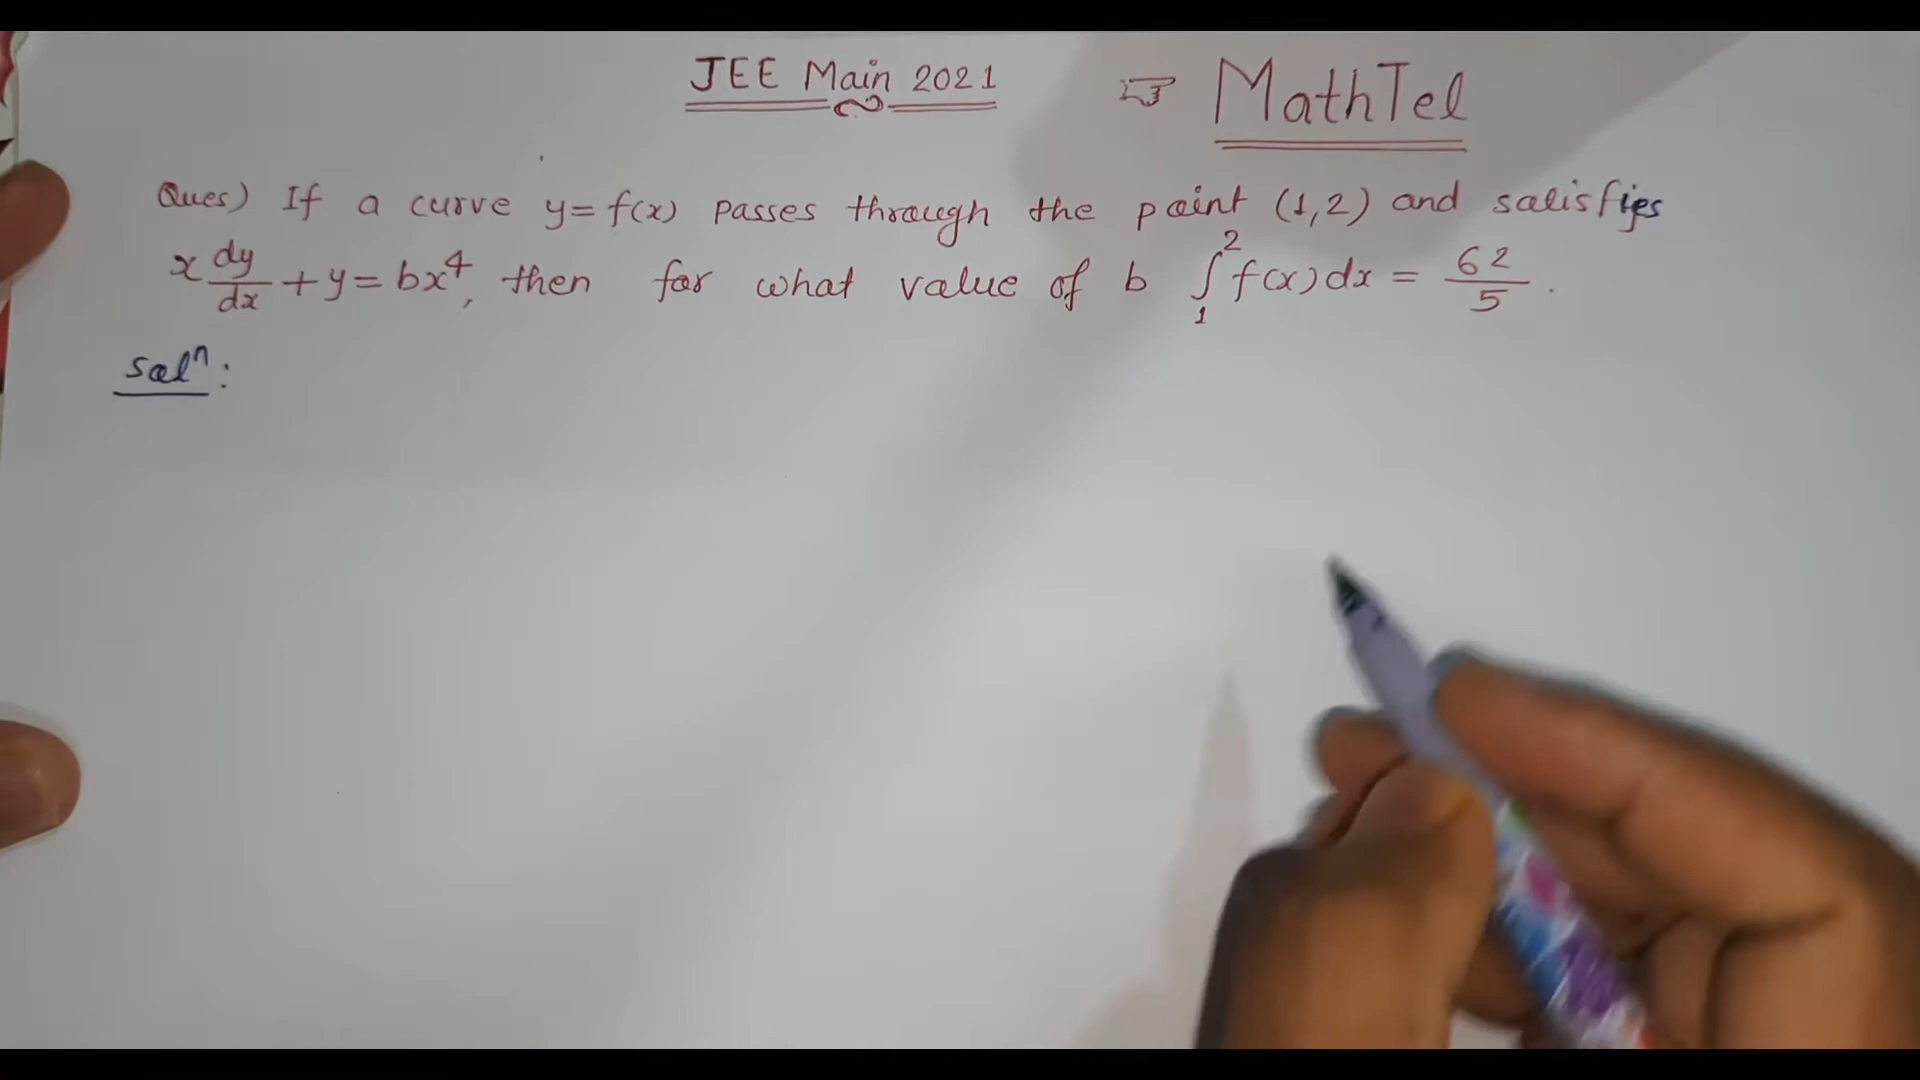 JEE Main 2021 ☞ MathTel
Ques) If a curve y=f(x) passes through the point (1,2) and satisfies
x dy/dx + y = bx⁴, then for what value of b ∫₁² f(x)dx = 62/5 .
Solⁿ: